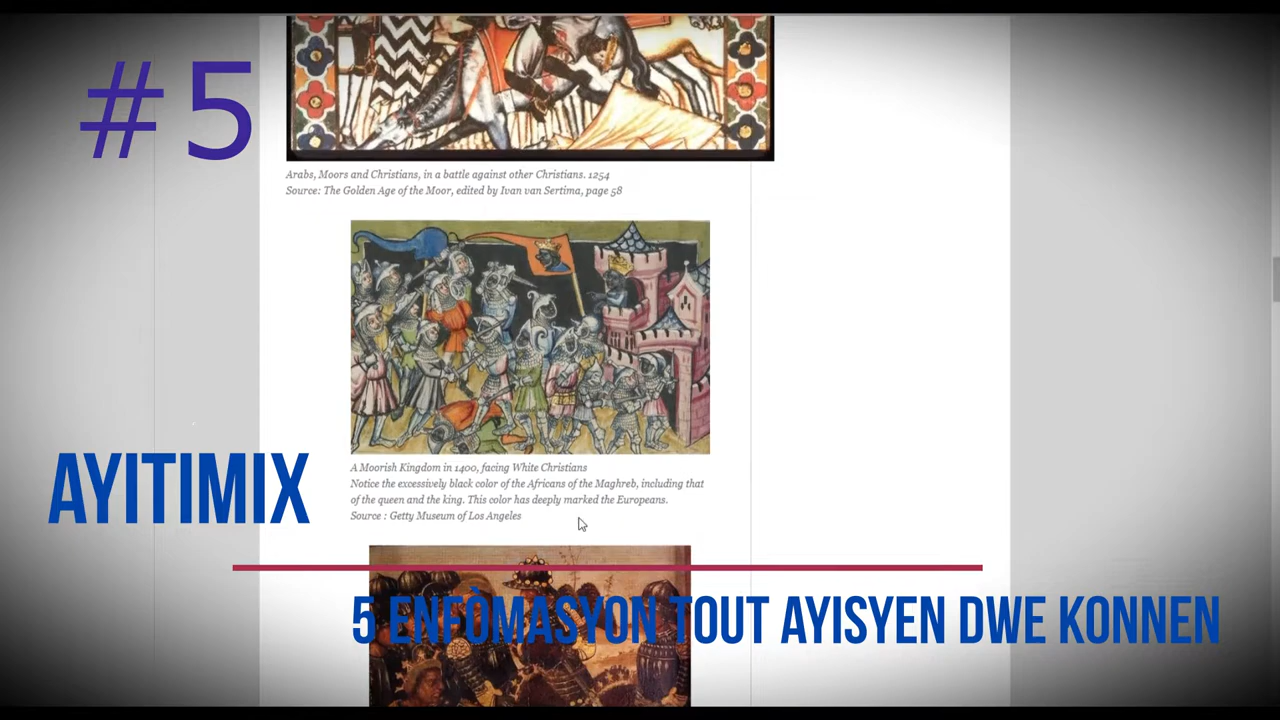 #5
Arabs, Moors and Christians, in a battle against other Christians. 1254
Source: The Golden Age of the Moor, edited by Ivan van Sertima, page 58
A Moorish Kingdom in 1400, facing White Christians
Notice the excessively black color of the Africans of the Maghreb, including that
of the queen and the king. This color has deeply marked the Europeans.
Source : Getty Museum of Los Angeles
AYITIMIX
5 ENFÒMASYON TOUT AYISYEN DWE KONNEN